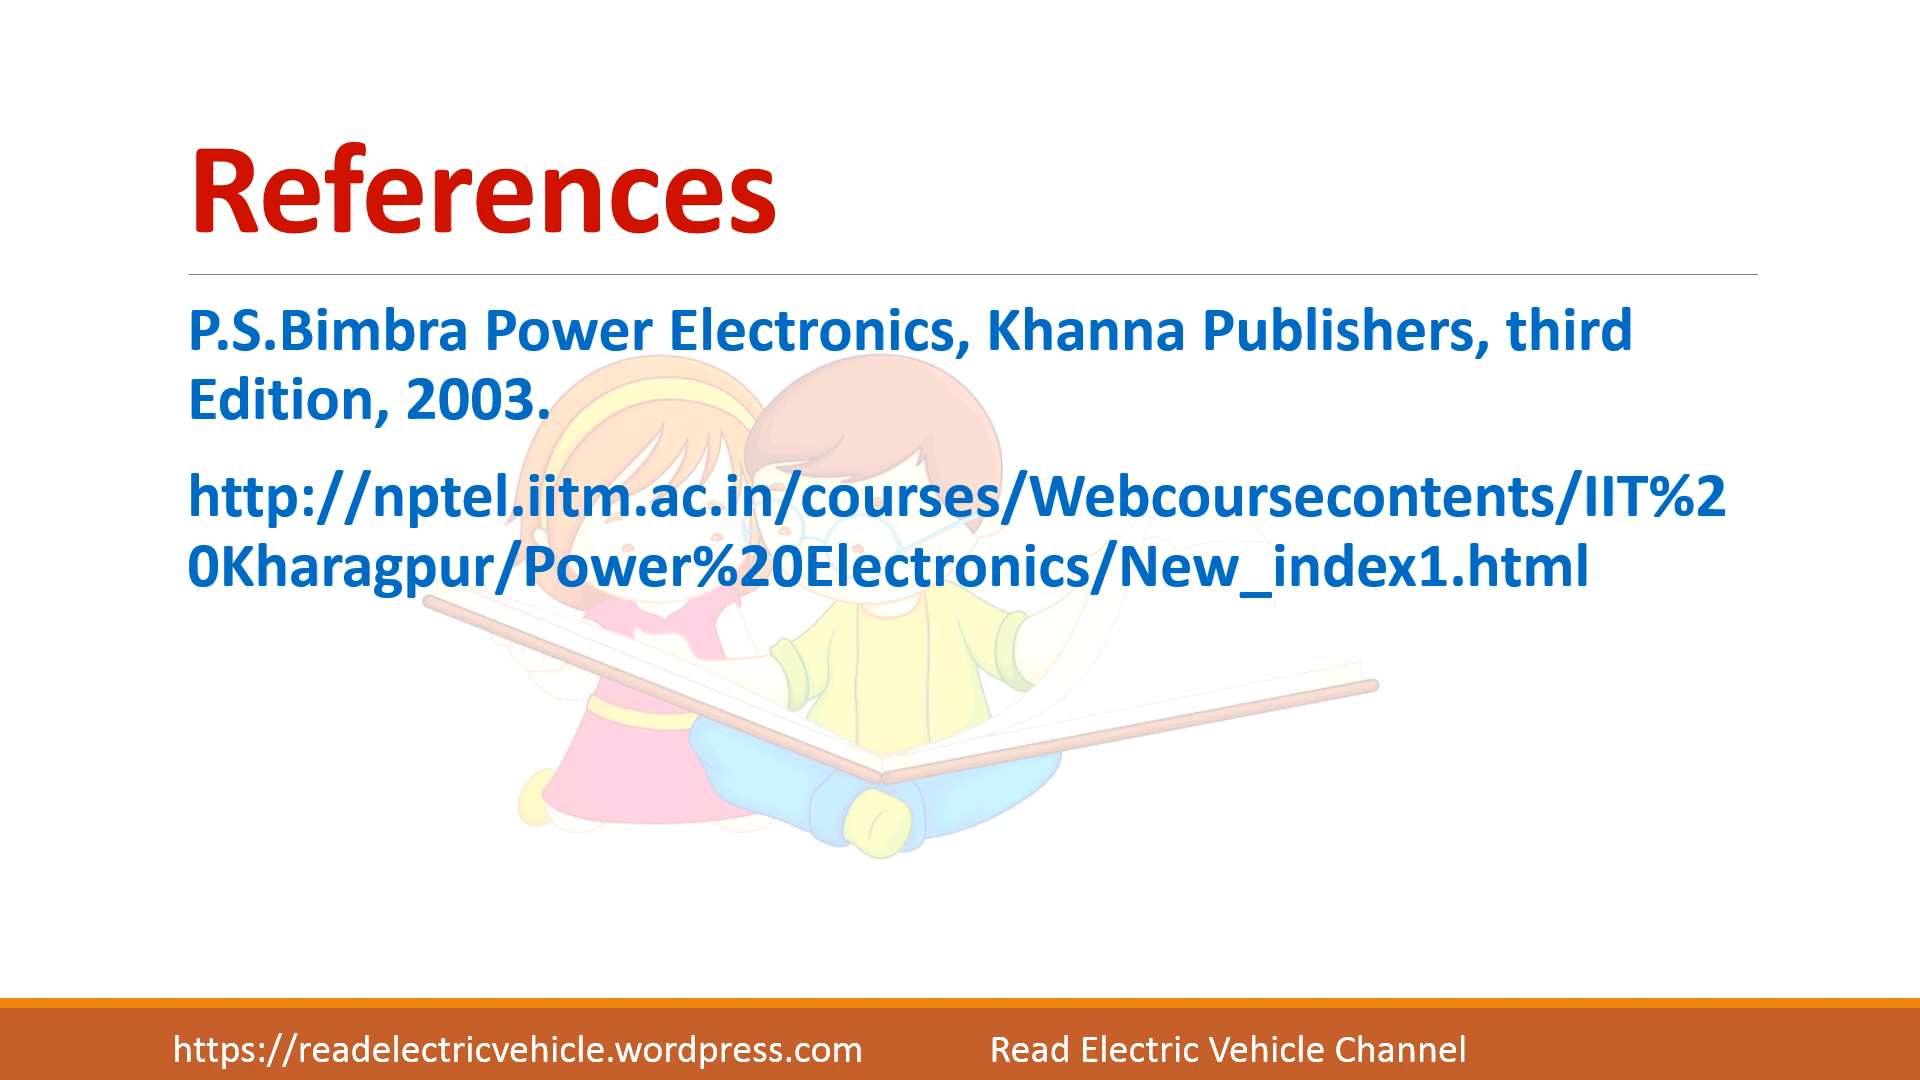 References
P.S.Bimbra Power Electronics, Khanna Publishers, third
Edition, 2003.
http://nptel.iitm.ac.in/courses/Webcoursecontents/IIT%2
0Kharagpur/Power%20Electronics/New_index1.html
https://readelectricvehicle.wordpress.com Read Electric Vehicle Channel